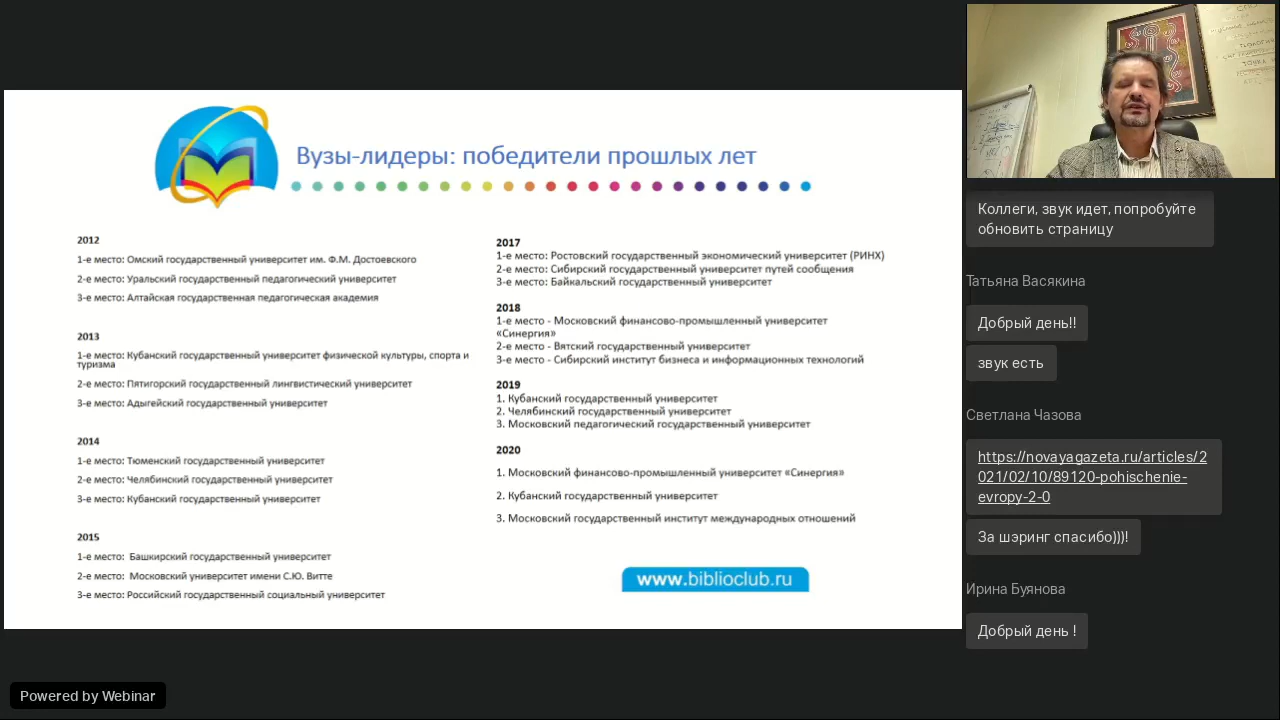 Вузы-лидеры: победители прошлых лет
2012
1-е место: Омский государственный университет им. Ф.М. Достоевского
2-е место: Уральский государственный педагогический университет
3-е место: Алтайская государственная педагогическая академия
2013
1-е место: Кубанский государственный университет физической культуры, спорта и
туризма
2-е место: Пятигорский государственный лингвистический университет
3-е место: Адыгейский государственный университет
2014
1-е место: Тюменский государственный университет
2-е место: Челябинский государственный университет
3-е место: Кубанский государственный университет
2015
1-е место: Башкирский государственный университет
2-е место: Московский университет имени С.Ю. Витте
3-е место: Российский государственный социальный университет
2017
1-е место: Ростовский государственный экономический университет (РИНХ)
2-е место: Сибирский государственный университет путей сообщения
3-е место: Байкальский государственный университет
2018
1-е место - Московский финансово-промышленный университет
«Синергия»
2-е место - Вятский государственный университет
3-е место - Сибирский институт бизнеса и информационных технологий
2019
1. Кубанский государственный университет
2. Челябинский государственный университет
3. Московский педагогический государственный университет
2020
1. Московский финансово-промышленный университет «Синергия»
2. Кубанский государственный университет
3. Московский государственный институт международных отношений
www.biblioclub.ru
Коллеги, звук идет, попробуйте
обновить страницу
Татьяна Васякина
Добрый день!!
звук есть
Светлана Чазова
https://novayagazeta.ru/articles/2
021/02/10/89120-pohischenie-
evropy-2-0
За шэринг спасибо)))!
Ирина Буянова
Добрый день !
Powered by Webinar